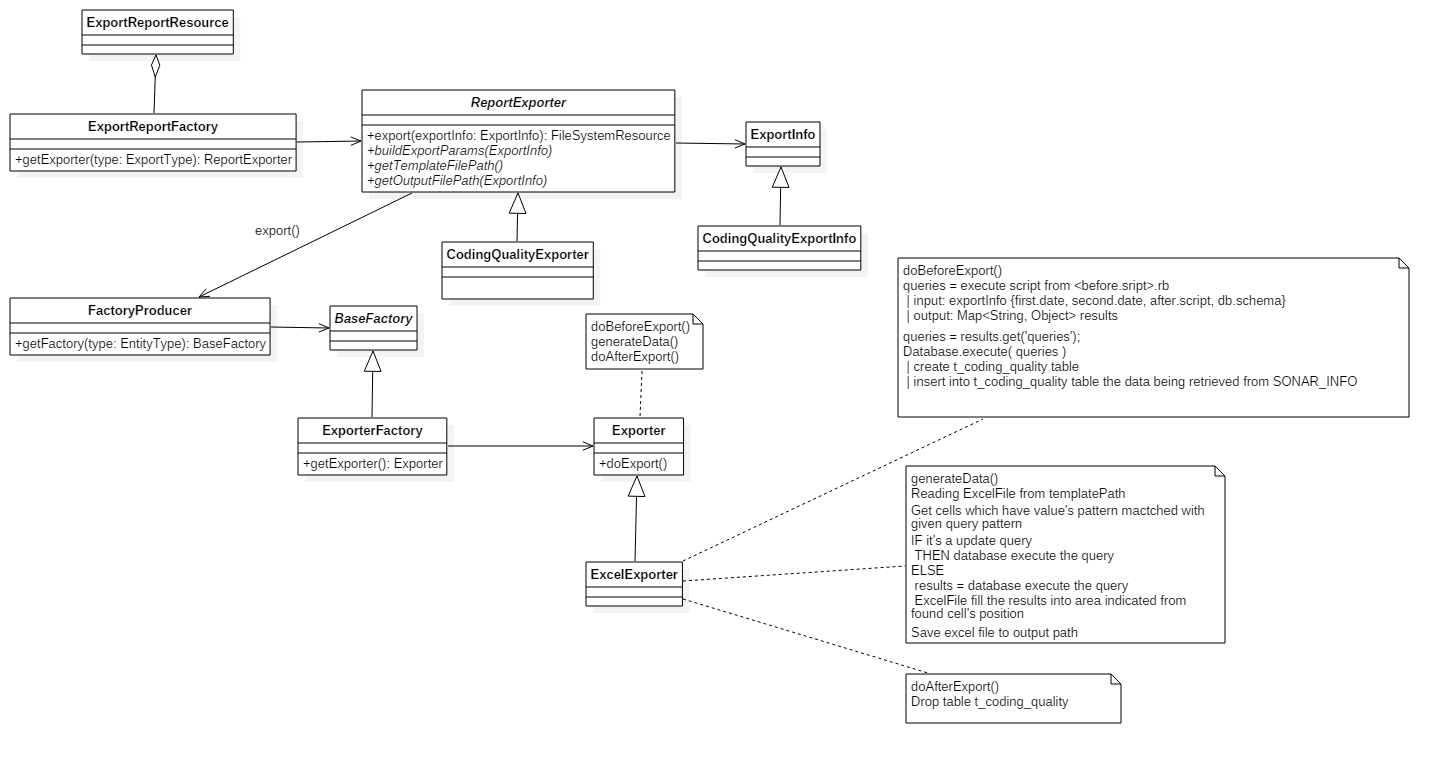 ExportReportResource
ExportReportFactory
+getExporter(type: ExportType): ReportExporter
ReportExporter
+export(exportInfo: ExportInfo): FileSystemResource
+buildExportParams(ExportInfo)
+getTemplateFilePath()
+getOutputFilePath(ExportInfo)
ExportInfo
CodingQualityExporter
CodingQualityExportInfo
export()
FactoryProducer
+getFactory(type: EntityType): BaseFactory
BaseFactory
doBeforeExport()
generateData()
doAfterExport()
ExporterFactory
+getExporter(): Exporter
Exporter
+doExport()
ExcelExporter
doBeforeExport()
queries = execute script from <before.sript>.rb
| input: exportInfo {first.date, second.date, after.script, db.schema}
| output: Map<String, Object> results
queries = results.get('queries');
Database.execute( queries )
| create t_coding_quality table
| insert into t_coding_quality table the data being retrieved from SONAR_INFO
generateData()
Reading ExcelFile from templatePath
Get cells which have value's pattern mactched with
given query pattern
IF it's a update query
THEN database execute the query
ELSE
results = database execute the query
ExcelFile fill the results into area indicated from
found cell's position
Save excel file to output path
doAfterExport()
Drop table t_coding_quality